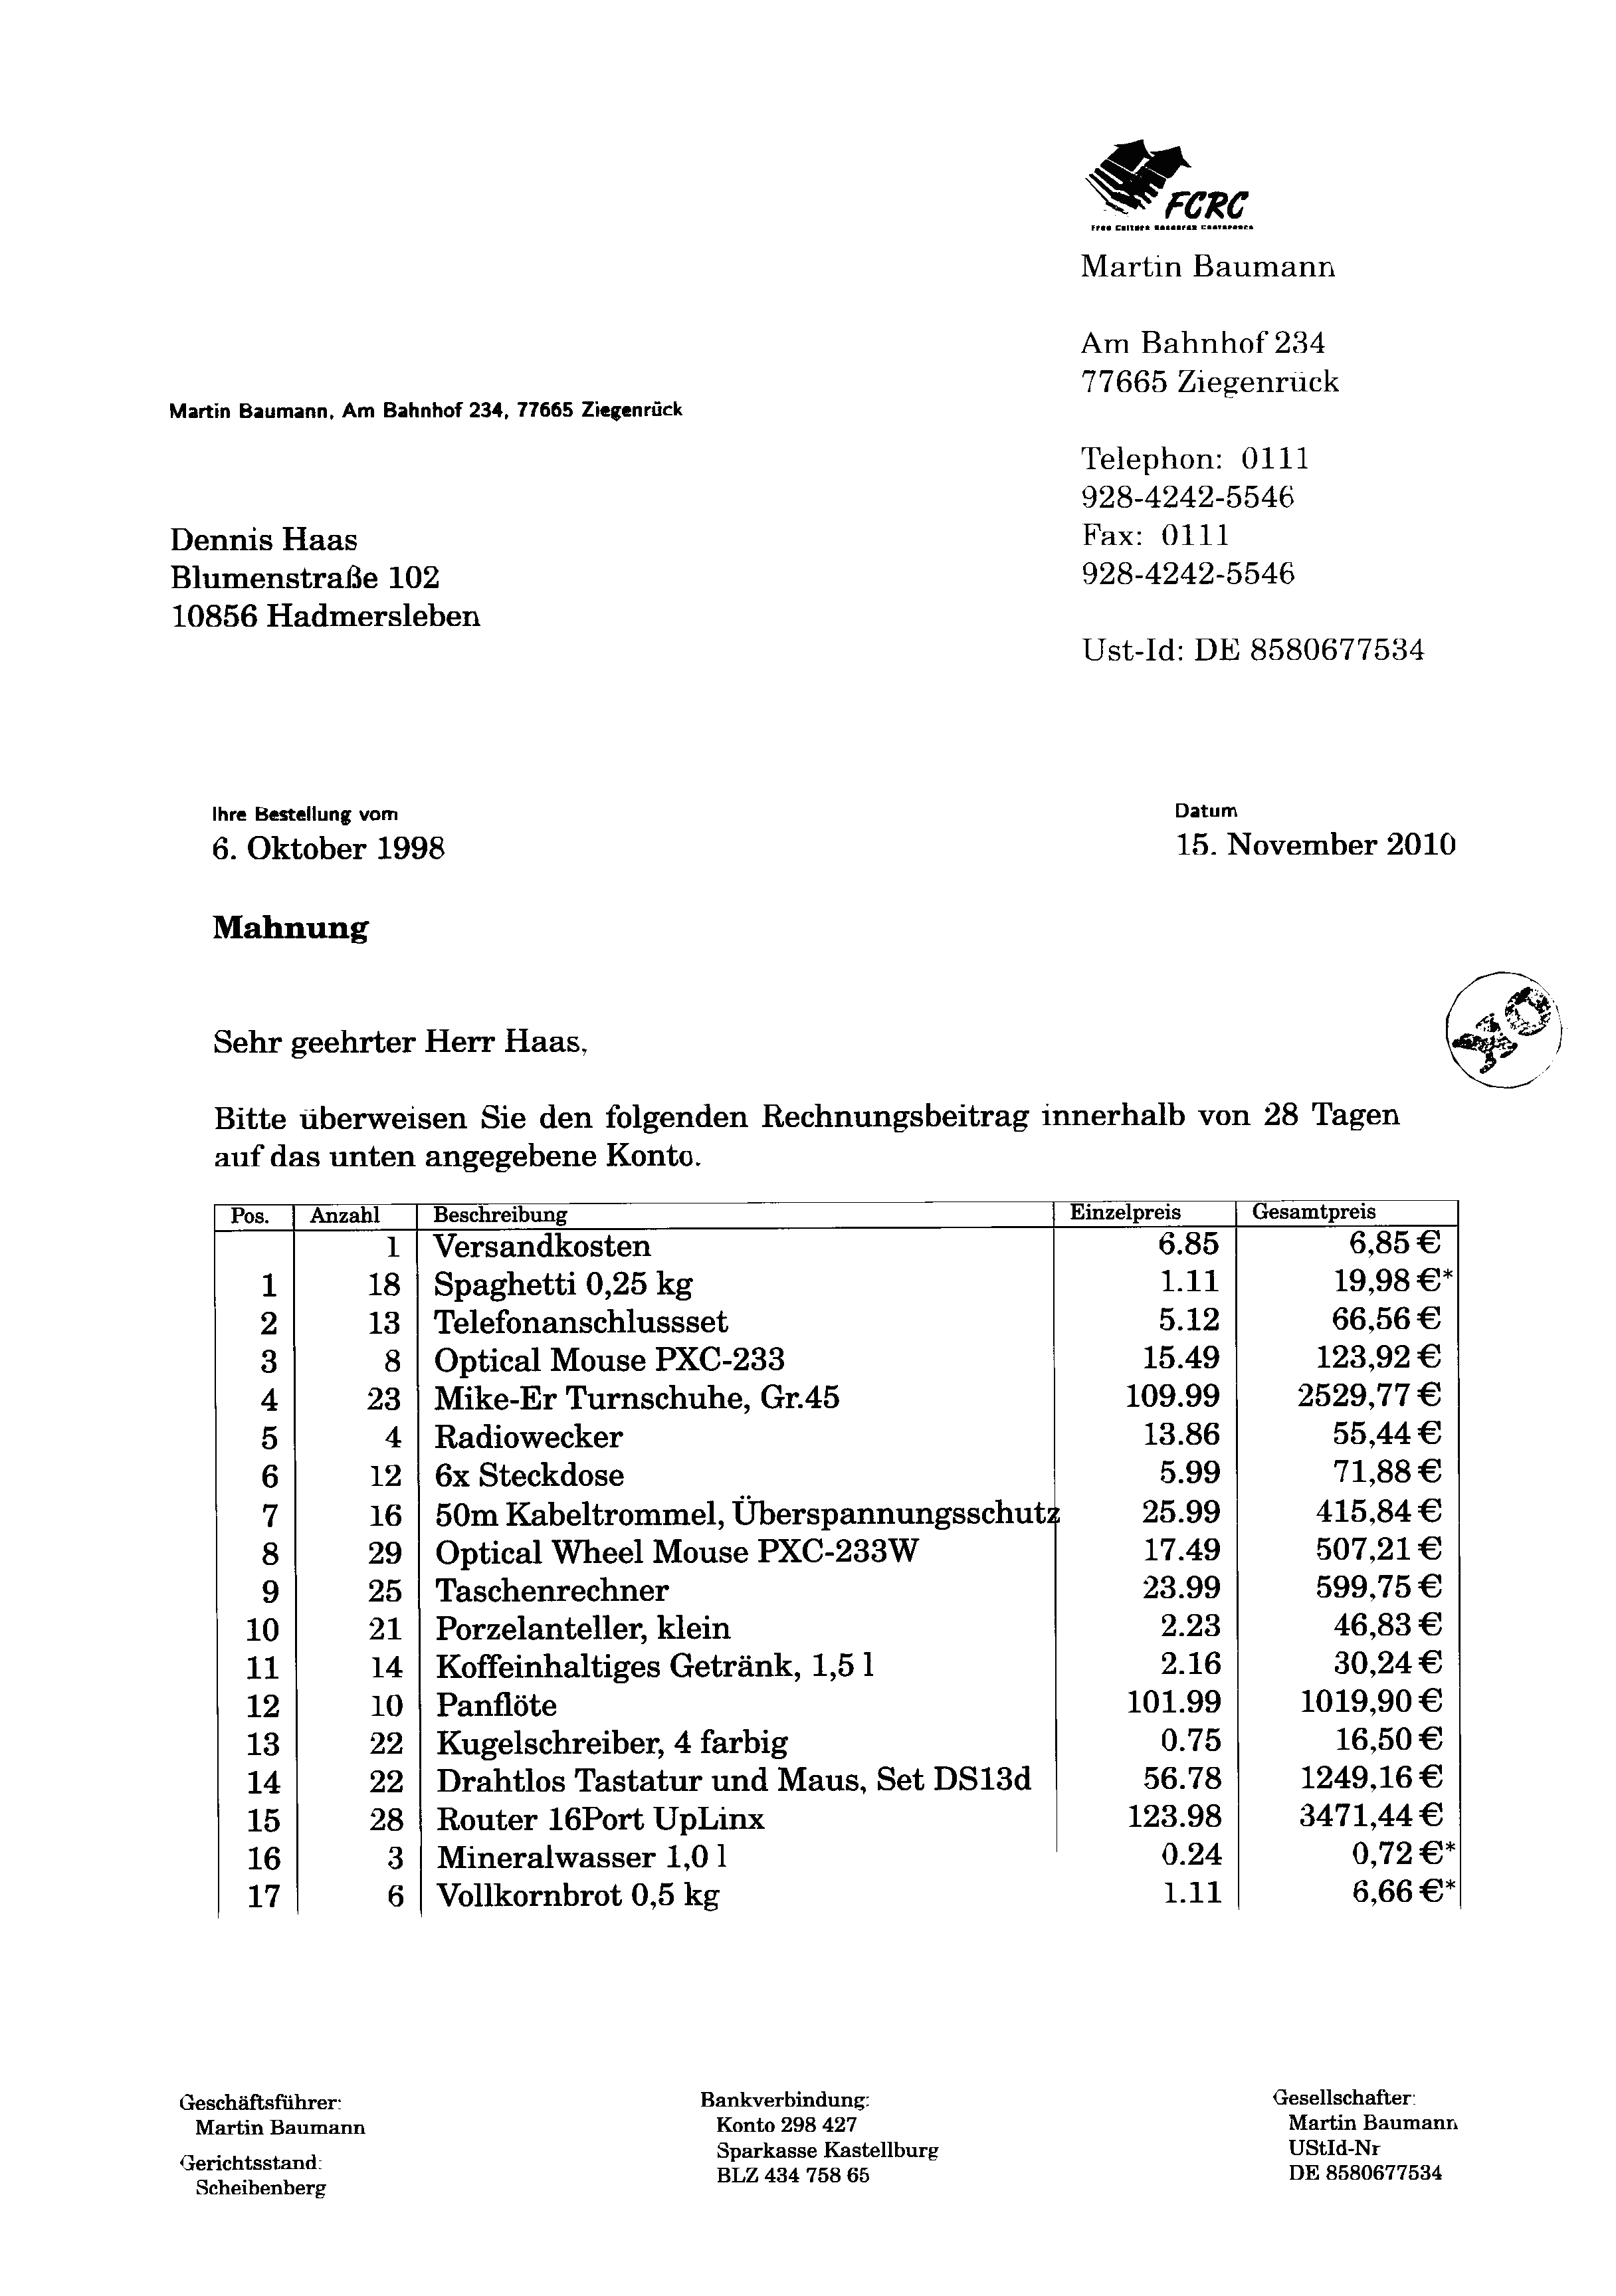 FCRC
Martin Baumann
Am Bahnhof 234
77665 Ziegenrück
Martin Baumann, Am Bahnhof 234, 77665 Ziegenrück
Telephon: 0111
928-4242-5546
Fax: 0111
928-4242-5546
Dennis Haas
Blumenstraße 102
10856 Hadmersleben
Ust-Id: DE 8580677534
Ihre Bestellung vom Datum
6. Oktober 1998 15. November 2010
Mahnung
Sehr geehrter Herr Haas,
Bitte überweisen Sie den folgenden Rechnungsbeitrag innerhalb von 28 Tagen
auf das unten angegebene Konto.
Pos. Anzahl Beschreibung Einzelpreis Gesamtpreis
1 Versandkosten 6.85 6,85 €
1 18 Spaghetti 0,25 kg 1.11 19,98 €*
2 13 Telefonanschlussset 5.12 66,56 €
3 8 Optical Mouse PXC-233 15.49 123,92 €
4 23 Mike-Er Turnschuhe, Gr.45 109.99 2529,77 €
5 4 Radiowecker 13.86 55,44 €
6 12 6x Steckdose 5.99 71,88 €
7 16 50m Kabeltrommel, Überspannungsschutz 25.99 415,84 €
8 29 Optical Wheel Mouse PXC-233W 17.49 507,21 €
9 25 Taschenrechner 23.99 599,75 €
10 21 Porzelanteller, klein 2.23 46,83 €
11 14 Koffeinhaltiges Getränk, 1,5 l 2.16 30,24 €
12 10 Panflöte 101.99 1019,90 €
13 22 Kugelschreiber, 4 farbig 0.75 16,50 €
14 22 Drahtlos Tastatur und Maus, Set DS13d 56.78 1249,16 €
15 28 Router 16Port UpLinx 123.98 3471,44 €
16 3 Mineralwasser 1,0 l 0.24 0,72 €*
17 6 Vollkornbrot 0,5 kg 1.11 6,66 €*
Geschäftsführer:
Martin Baumann
Gerichtsstand:
Scheibenberg
Bankverbindung:
Konto 298 427
Sparkasse Kastellburg
BLZ 434 758 65
Gesellschafter:
Martin Baumann
UStId-Nr
DE 8580677534